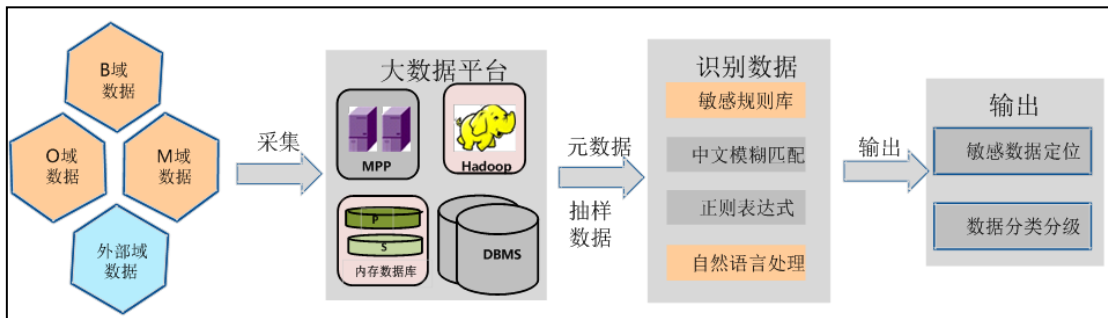 B域
数据
O域
数据
M域
数据
外部域
数据
采集
大数据平台
MPP
Hadoop
P
S
内存数据库
DBMS
元数据
抽样
数据
识别数据
敏感规则库
中文模糊匹配
正则表达式
自然语言处理
输出
输出
敏感数据定位
数据分类分级